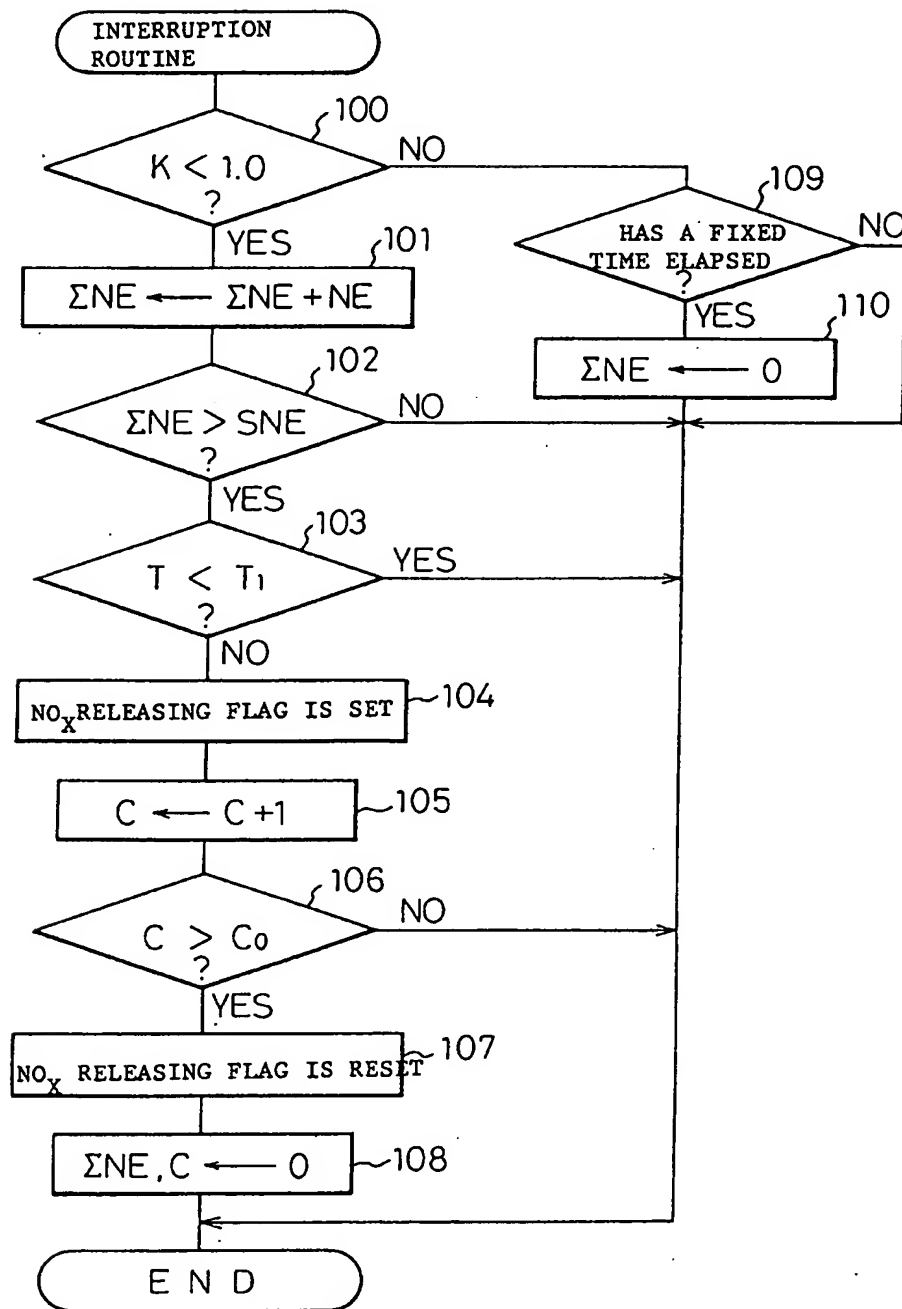 INTERRUPTION
ROUTINE
100
K < 1.0
?
NO
YES
109
HAS A FIXED
TIME ELAPSED
?
NO
YES
101
ΣNE ← ΣNE + NE
110
ΣNE ← 0
102
ΣNE > SNE
?
NO
YES
103
T < T₁
?
YES
NO
NOX RELEASING FLAG IS SET
104
C ← C + 1
105
106
C > C₀
?
NO
YES
NOX RELEASING FLAG IS RESET
107
ΣNE, C ← 0
108
E N D